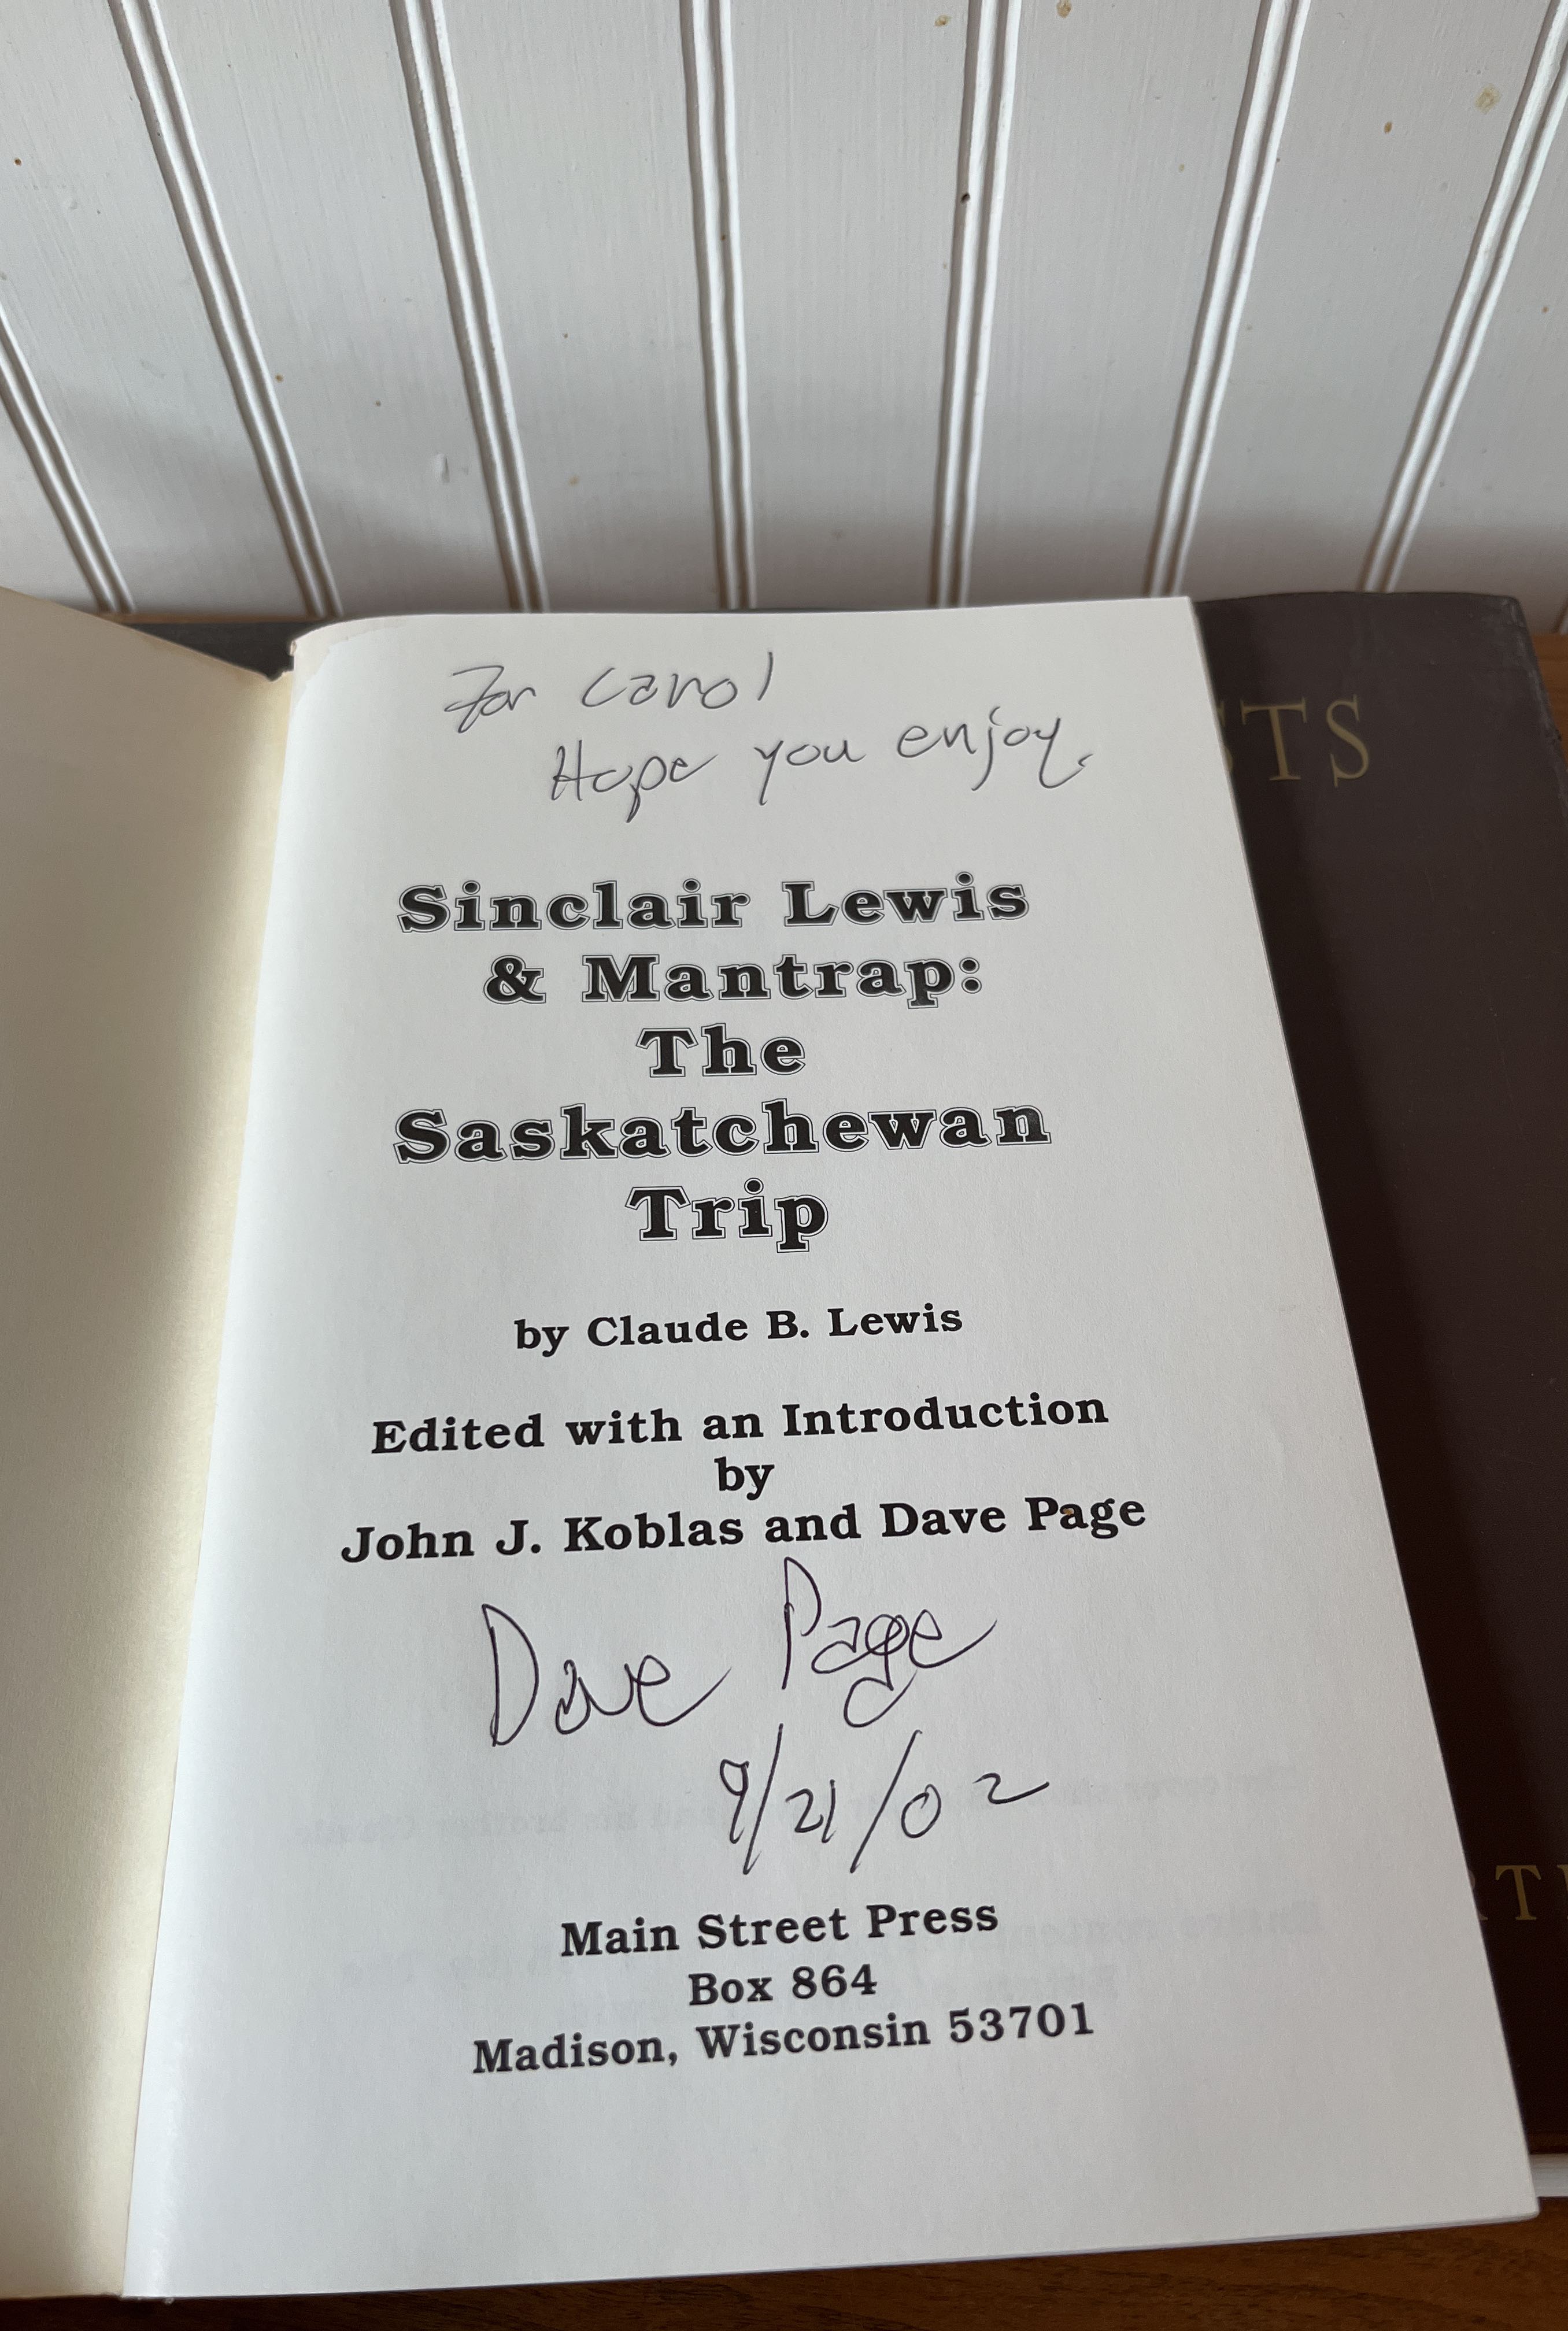 For Carol
Hope you enjoy.
Sinclair Lewis
& Mantrap:
The
Saskatchewan
Trip
by Claude B. Lewis
Edited with an Introduction
by
John J. Koblas and Dave Page
Dave Page
9/21/02
Main Street Press
Box 864
Madison, Wisconsin 53701
STS